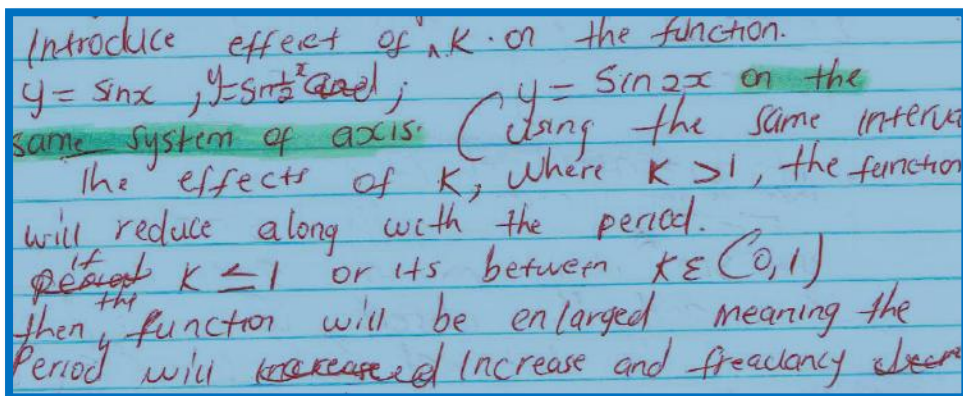 Introduce effect of k. on the function.
y = sinx , y=sin x/2 and ; y = sin 2x on the
same system of axis. (using the same interva
The effects of k, where k >1, the function
will reduce along with the period.
if k ≤ 1 or its between k ε (0,1)
then, the function will be enlarged meaning the
Period will increase and freaclancy